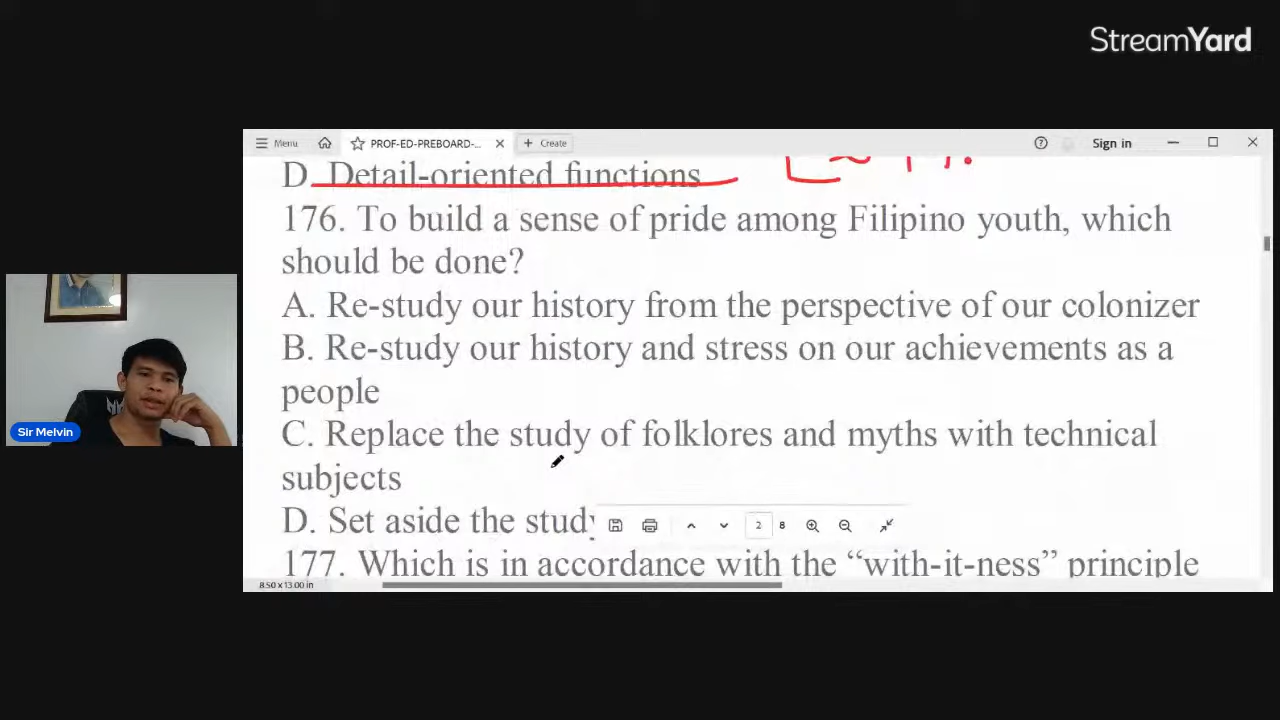 StreamYard
Menu
PROF-ED-PREBOARD-...
Create
Sign in
D. Detail-oriented functions
176. To build a sense of pride among Filipino youth, which
should be done?
A. Re-study our history from the perspective of our colonizer
B. Re-study our history and stress on our achievements as a
people
C. Replace the study of folklores and myths with technical
subjects
D. Set aside the study
2 8
177. Which is in accordance with the “with-it-ness” principle
8.50 x 13.00 in
Sir Melvin